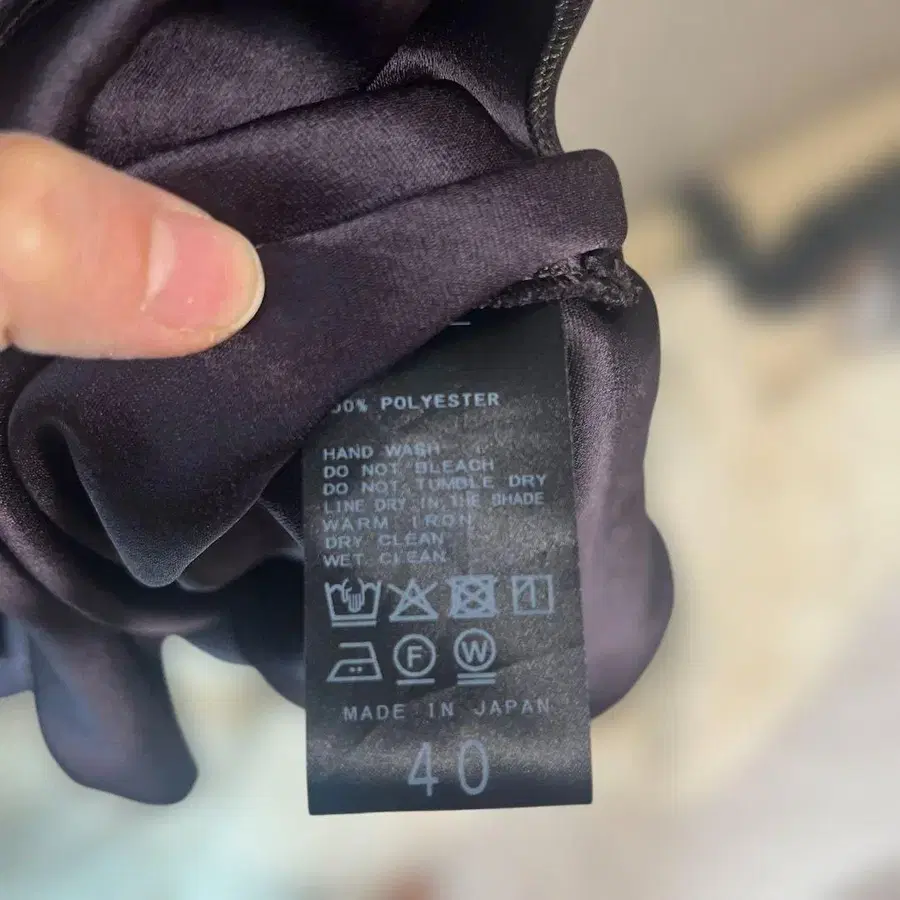 00% POLYESTER
HAND WASH
DO NOT BLEACH
DO NOT TUMBLE DRY
LINE DRY IN THE SHADE
WARM IRON
DRY CLEAN
WET CLEAN
F W
MADE IN JAPAN
40